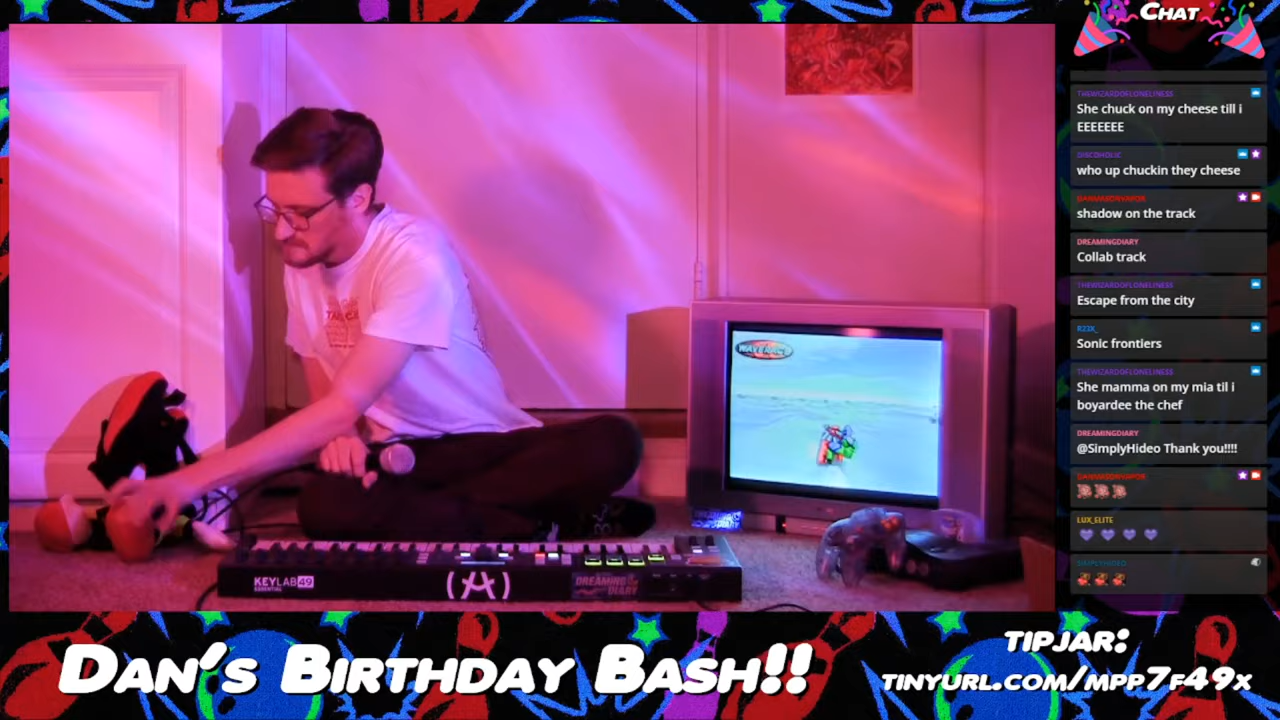 CHAT
THEWIZARDOFLONELINESS
She chuck on my cheese till i
EEEEEEE
DISCOHOLIC
who up chuckin they cheese
shadow on the track
DREAMINGDIARY
Collab track
THEWIZARDOFLONELINESS
Escape from the city
RZ3X_
Sonic frontiers
THEWIZARDOFLONELINESS
She mamma on my mia til i
boyardee the chef
DREAMINGDIARY
@SimplyHideo Thank you!!!!
LUX_ELITE
SIMPLYHIDEO
WAVE RACE
KEYLAB 49
ESSENTIAL
DREAMING
DIARY
DAN'S BIRTHDAY BASH!!
TIPJAR:
TINYURL.COM/MPP7F49X